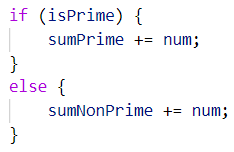 if (isPrime) {
    sumPrime += num;
}
else {
    sumNonPrime += num;
}